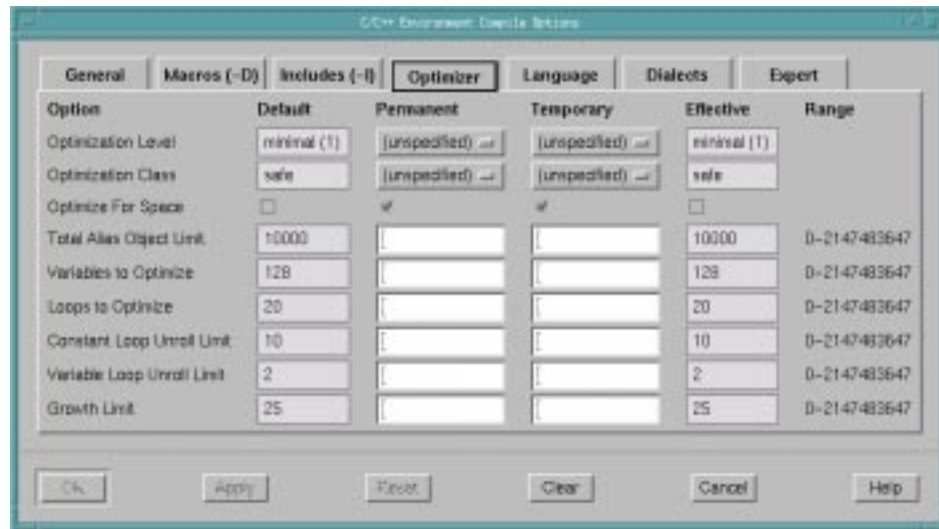 C/C++ Environment Compile Options
General Macros (-D) Includes (-I) Optimizer Language Dialects Expert
Option Default Permanent Temporary Effective Range
Optimization Level minimal (1) (unspecified) (unspecified) minimal (1)
Optimization Class safe (unspecified) (unspecified) safe
Optimize For Space
Total Alias Object Limit 10000 10000 0-2147483647
Variables to Optimize 128 128 0-2147483647
Loops to Optimize 20 20 0-2147483647
Constant Loop Unroll Limit 10 10 0-2147483647
Variable Loop Unroll Limit 2 2 0-2147483647
Growth Limit 25 25 0-2147483647
Ok Apply Reset Clear Cancel Help